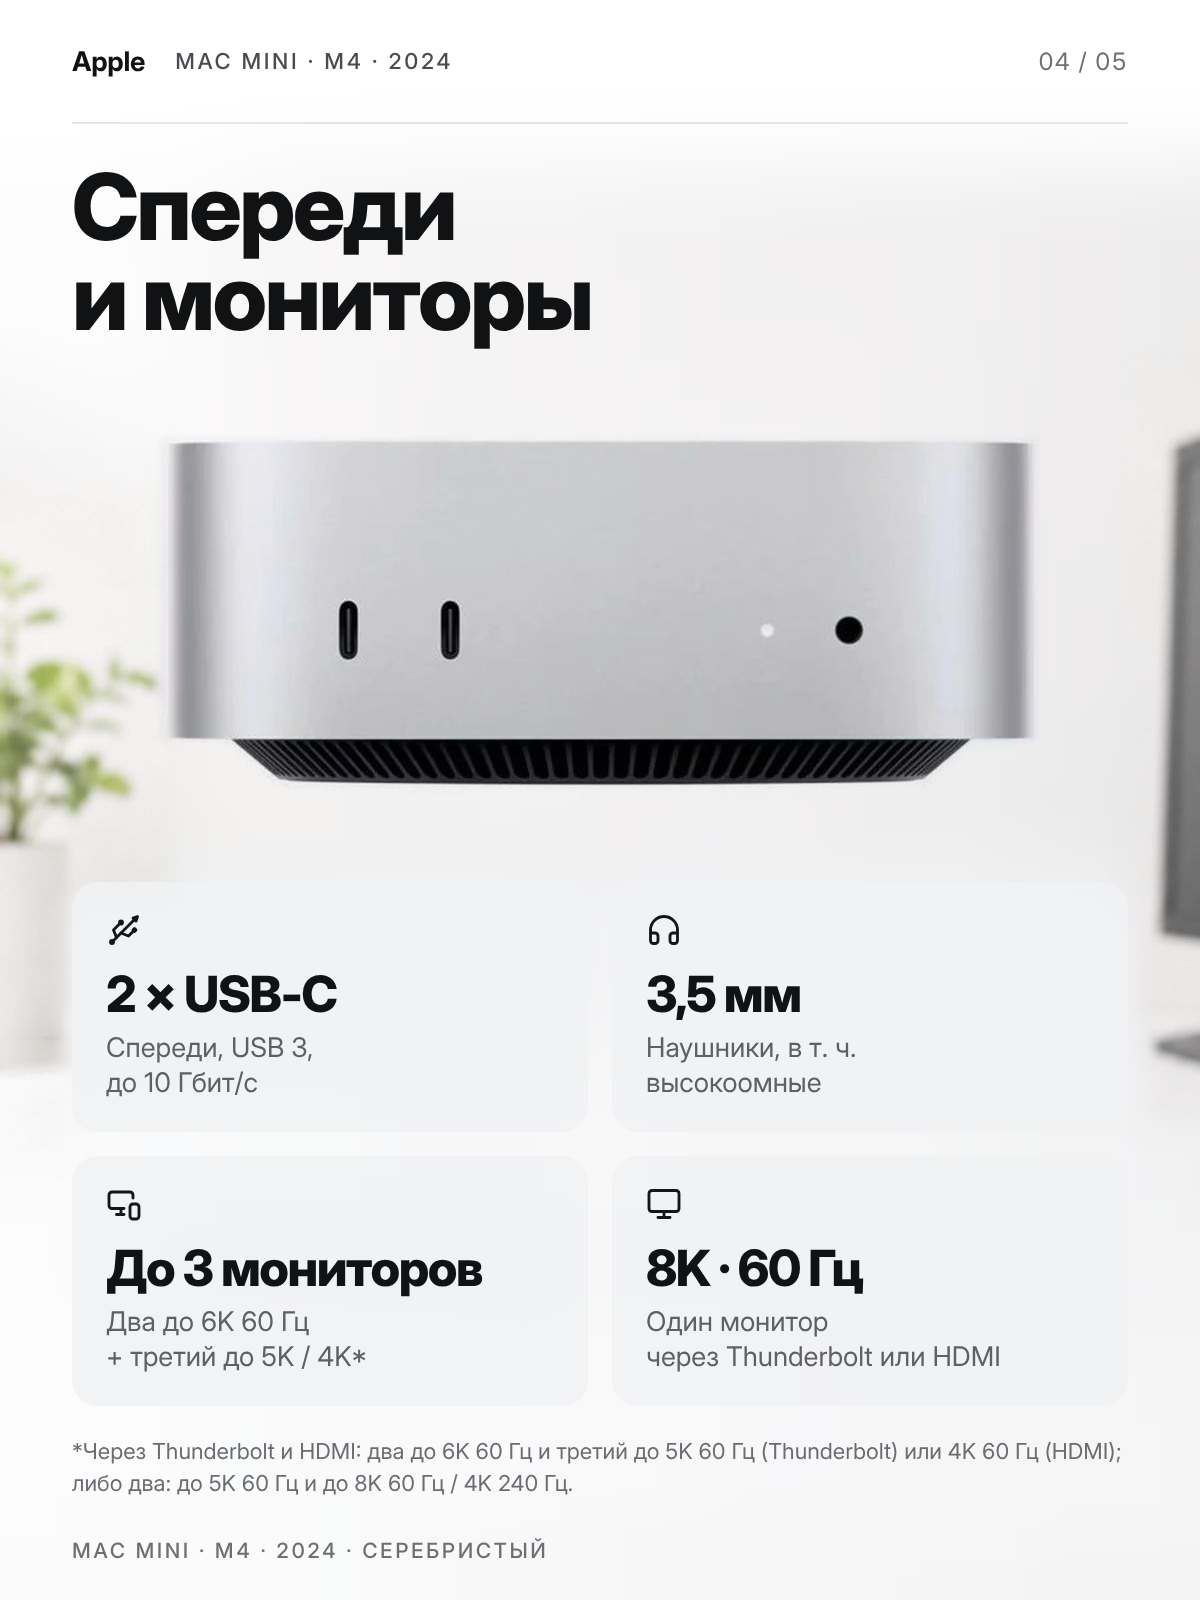 Apple MAC MINI · M4 · 2024 04 / 05
Спереди
и мониторы
2 × USB-C
Спереди, USB 3,
до 10 Гбит/с
3,5 мм
Наушники, в т. ч.
высокоомные
До 3 мониторов
Два до 6K 60 Гц
+ третий до 5K / 4K*
8K · 60 Гц
Один монитор
через Thunderbolt или HDMI
*Через Thunderbolt и HDMI: два до 6K 60 Гц и третий до 5K 60 Гц (Thunderbolt) или 4K 60 Гц (HDMI);
либо два: до 5K 60 Гц и до 8K 60 Гц / 4K 240 Гц.
MAC MINI · M4 · 2024 · СЕРЕБРИСТЫЙ